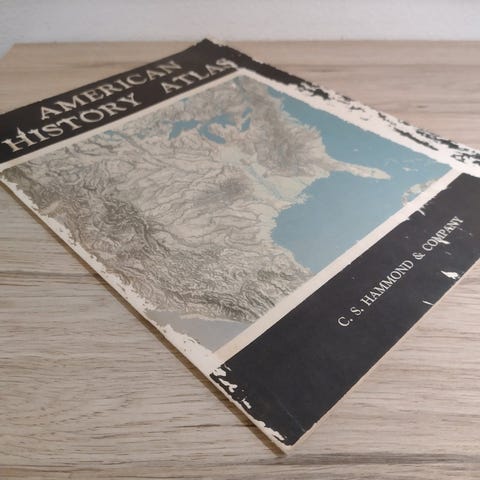 AMERICAN
HISTORY ATLAS
C. S. HAMMOND & COMPANY